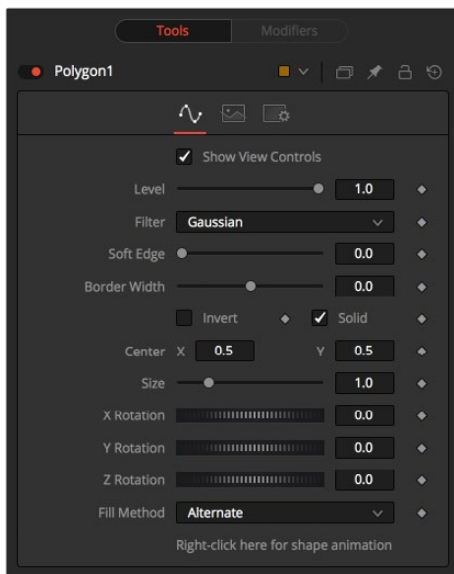 Tools Modifiers
Polygon1
Show View Controls
Level 1.0
Filter Gaussian
Soft Edge 0.0
Border Width 0.0
Invert Solid
Center X 0.5 Y 0.5
Size 1.0
X Rotation 0.0
Y Rotation 0.0
Z Rotation 0.0
Fill Method Alternate
Right-click here for shape animation